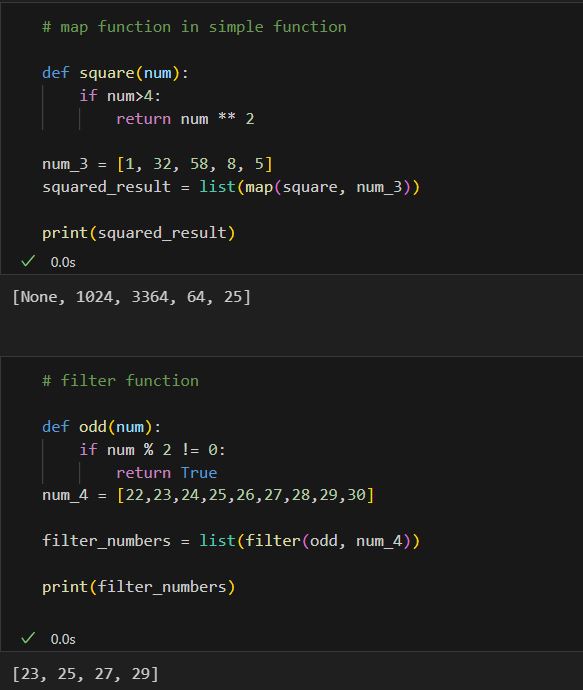 # map function in simple function
def square(num):
    if num>4:
        return num ** 2
num_3 = [1, 32, 58, 8, 5]
squared_result = list(map(square, num_3))
print(squared_result)
0.0s
[None, 1024, 3364, 64, 25]
# filter function
def odd(num):
    if num % 2 != 0:
        return True
num_4 = [22,23,24,25,26,27,28,29,30]
filter_numbers = list(filter(odd, num_4))
print(filter_numbers)
0.0s
[23, 25, 27, 29]